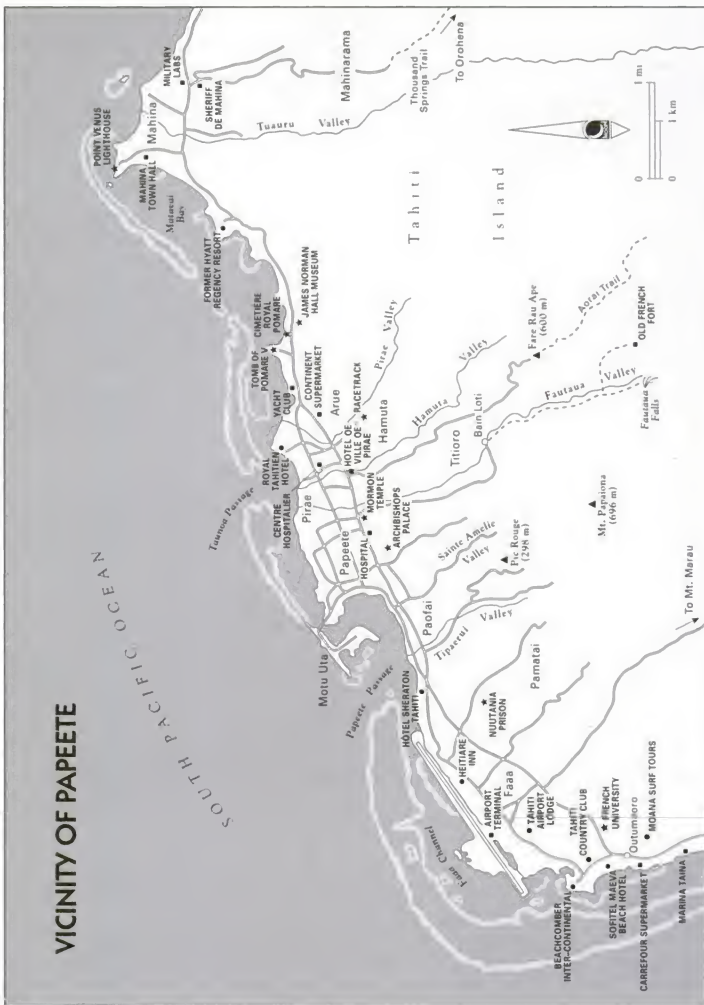 VICINITY OF PAPEETE
SOUTH PACIFIC OCEAN
POINT VENUS
LIGHTHOUSE
MAHINA
TOWN HALL
Matavai
Bay
Mahina
MILITARY
LABS
SHERIFF
DE MAHINA
Mahinarama
Tuauru Valley
Thousand
Springs Trail
To Orohena
FORMER HYATT
REGENCY RESORT
CIMETIÈRE
ROYAL
POMARE
JAMES NORMAN
HALL MUSEUM
TOMB OF
POMARE V
YACHT
CLUB
CONTINENT
SUPERMARKET
Arue
ROYAL
TAHITIEN
HOTEL
Taunoa Passage
CENTRE
HOSPITALIER
Pirae
HOTEL DE
VILLE DE
PIRAE
RACETRACK
Hamuta
Pirae Valley
Hamuta Valley
Tahiti
Island
0 1 mi
0 1 km
Motu Uta
Papeete
HOSPITAL
MORMON
TEMPLE
ARCHBISHOPS
PALACE
Titioro
Bain Loti
Fare Rau Ape
(600 m)
Aorai Trail
Fautaua Valley
OLD FRENCH
FORT
Fautaua
Falls
Sainte Amelie
Valley
Pic Rouge
(298 m)
Mt. Papaiona
(696 m)
Papeete Passage
Paofai
Tipaerui Valley
HÔTEL SHERATON
TAHITI
Pamatai
NUUTANIA
PRISON
To Mt. Marau
HEITIARE
INN
Faaa
Faaa Channel
AIRPORT
TERMINAL
TAHITI
AIRPORT
LODGE
TAHITI
COUNTRY CLUB
FRENCH
UNIVERSITY
Outumaoro
MOANA SURF TOURS
BEACHCOMBER
INTER-CONTINENTAL
SOFITEL MAEVA
BEACH HOTEL
CARREFOUR SUPERMARKET
MARINA TAINA